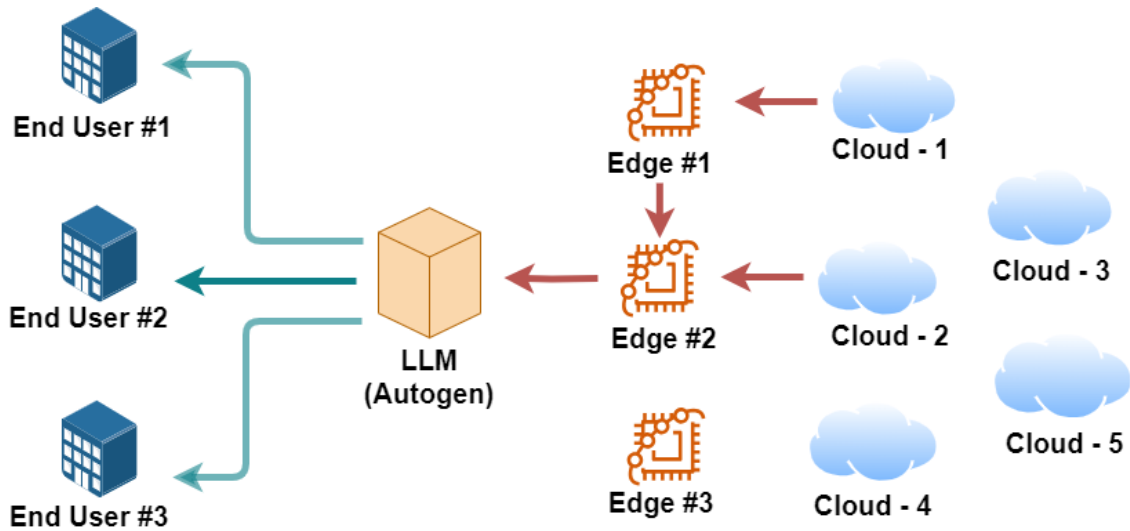 End User #1
End User #2
End User #3
LLM
(Autogen)
Edge #1
Edge #2
Edge #3
Cloud - 1
Cloud - 2
Cloud - 3
Cloud - 4
Cloud - 5